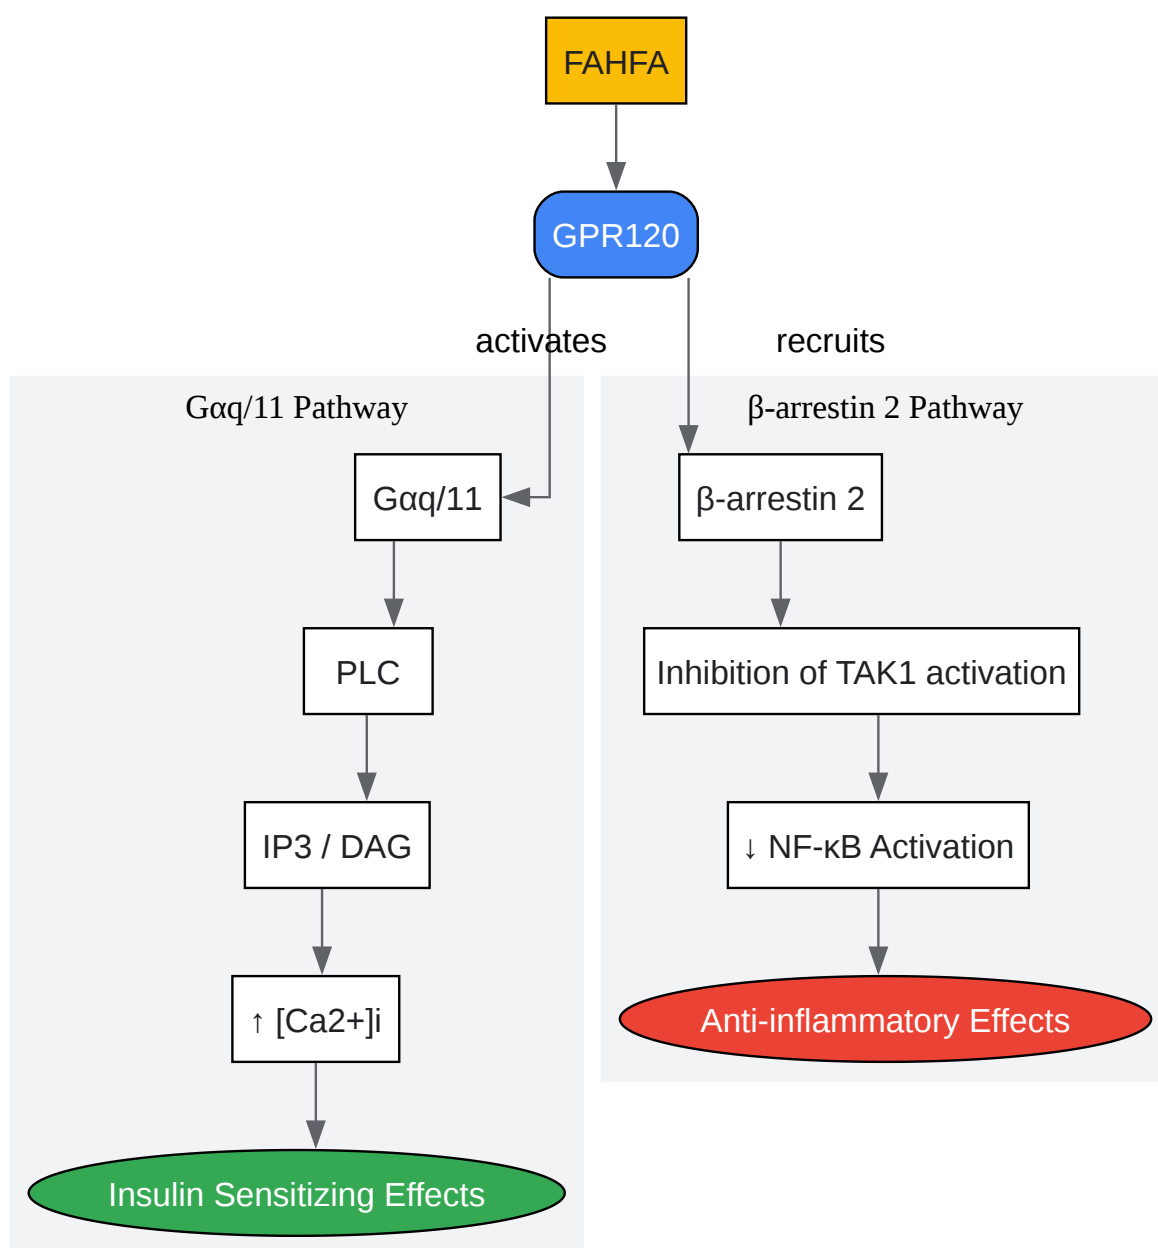 FAHFA
GPR120
activates
recruits
Gαq/11 Pathway
β-arrestin 2 Pathway
Gαq/11
β-arrestin 2
PLC
Inhibition of TAK1 activation
IP3 / DAG
↓ NF-κB Activation
↑ [Ca2+]i
Anti-inflammatory Effects
Insulin Sensitizing Effects